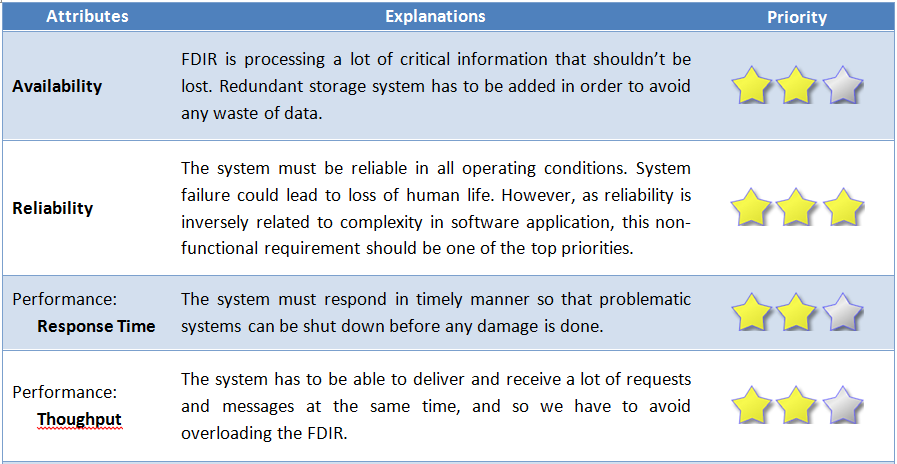 Attributes Explanations Priority
FDIR is processing a lot of critical information that shouldn't be
Availability lost. Redundant storage system has to be added in order to avoid
any waste of data.
The system must be reliable in all operating conditions. System
failure could lead to loss of human life. However, as reliability is
Reliability
inversely related to complexity in software application, this non-
functional requirement should be one of the top priorities.
Performance: The system must respond in timely manner so that problematic
Response Time systems can be shut down before any damage is done.
The system has to be able to deliver and receive a lot of requests
Performance:
and messages at the same time, and so we have to avoid
Thoughput
overloading the FDIR.